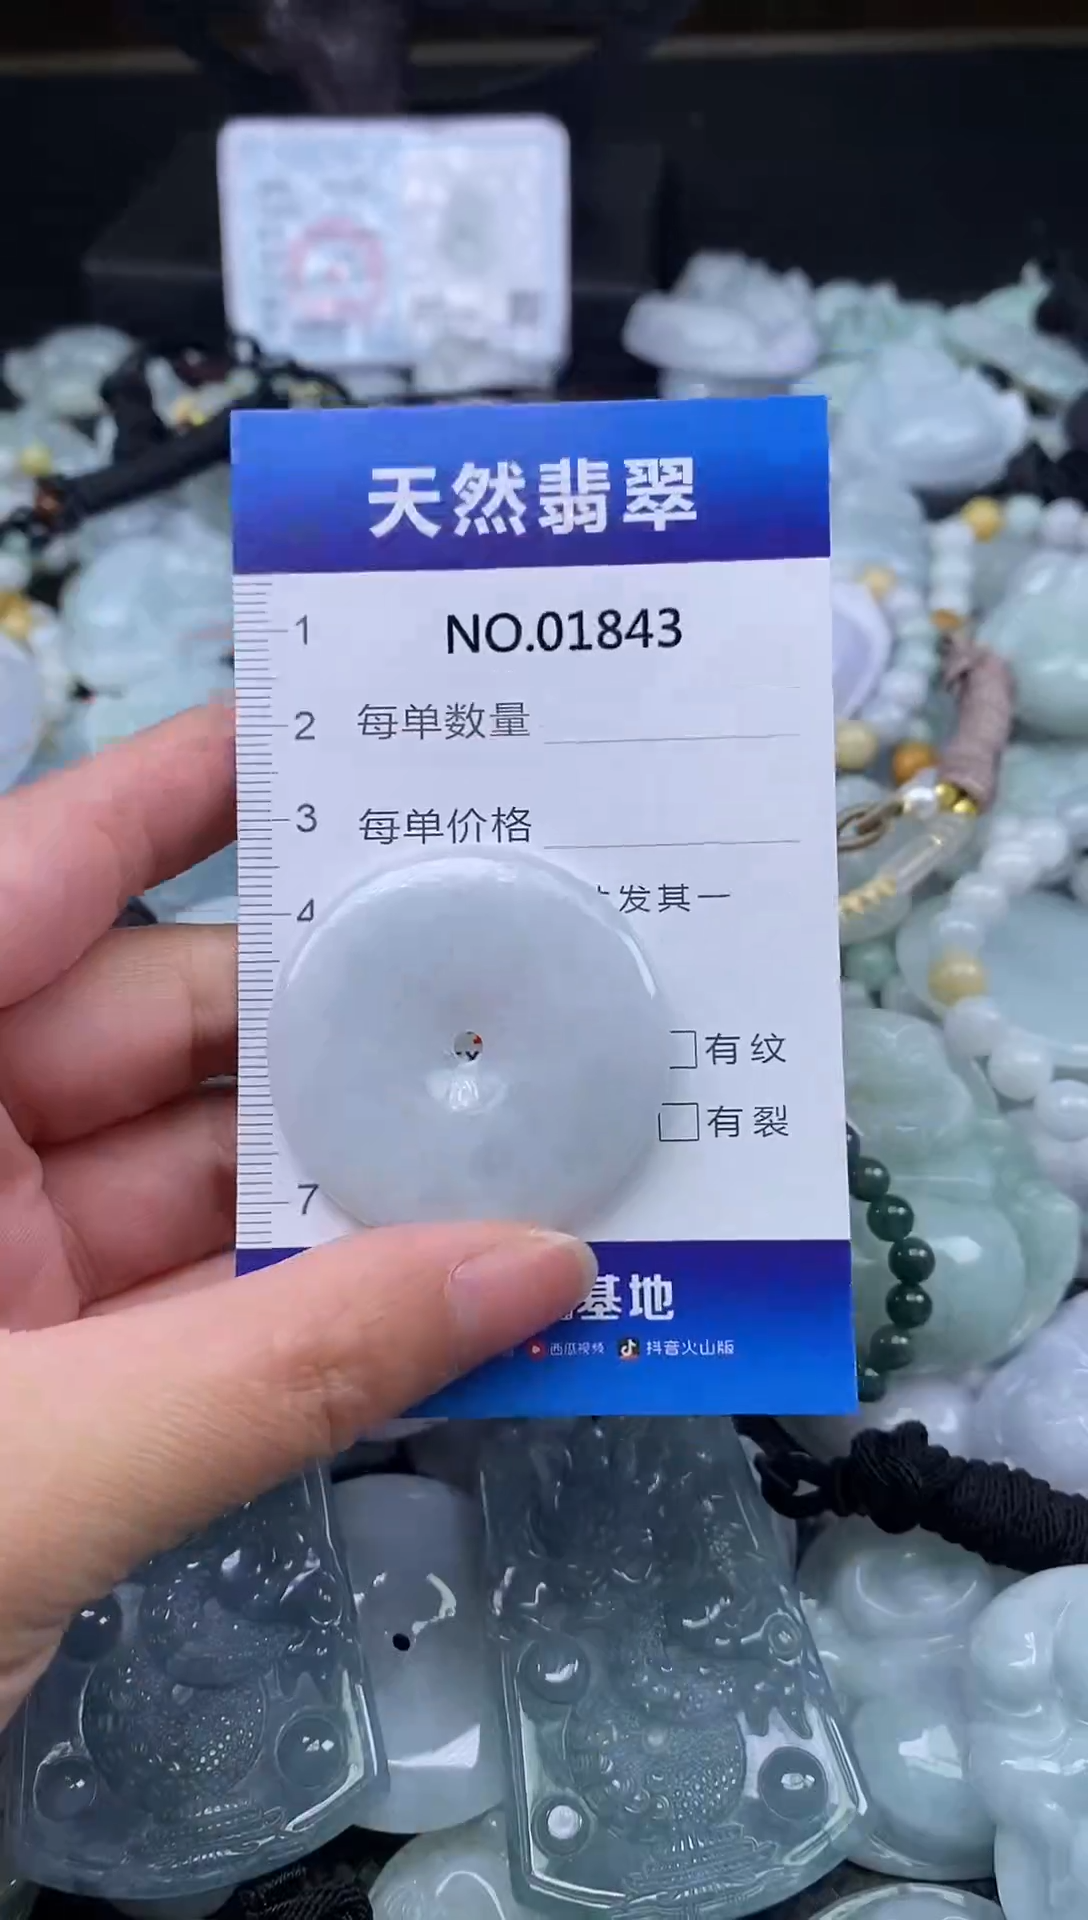 天然翡翠
1
NO.01843
2
每单数量
3
每单价格
4
发其一
□有纹
□有裂
7
基地
西瓜视频 抖音火山版